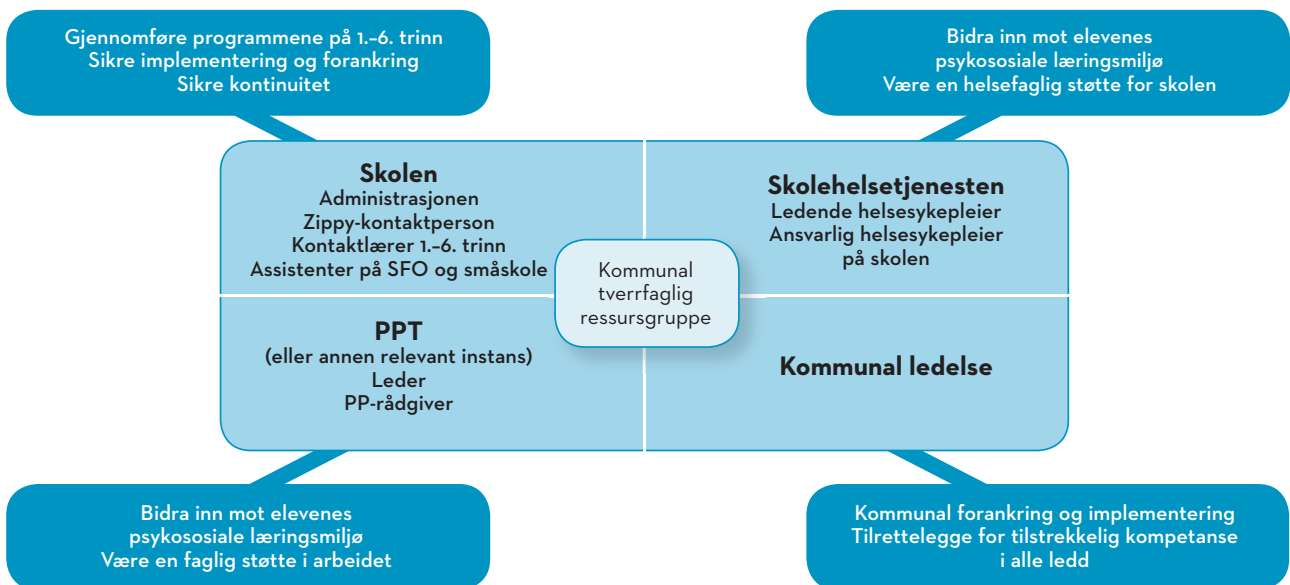 Gjennomføre programmene på 1.–6. trinn
Sikre implementering og forankring
Sikre kontinuitet
Bidra inn mot elevenes
psykososiale læringsmiljø
Være en helsefaglig støtte for skolen
Skolen
Administrasjonen
Zippy-kontaktperson
Kontaktlærer 1.–6. trinn
Assistenter på SFO og småskole
Skolehelsetjenesten
Ledende helsesykepleier
Ansvarlig helsesykepleier
på skolen
Kommunal
tverrfaglig
ressursgruppe
PPT
(eller annen relevant instans)
Leder
PP-rådgiver
Kommunal ledelse
Bidra inn mot elevenes
psykososiale læringsmiljø
Være en faglig støtte i arbeidet
Kommunal forankring og implementering
Tilrettelegge for tilstrekkelig kompetanse
i alle ledd